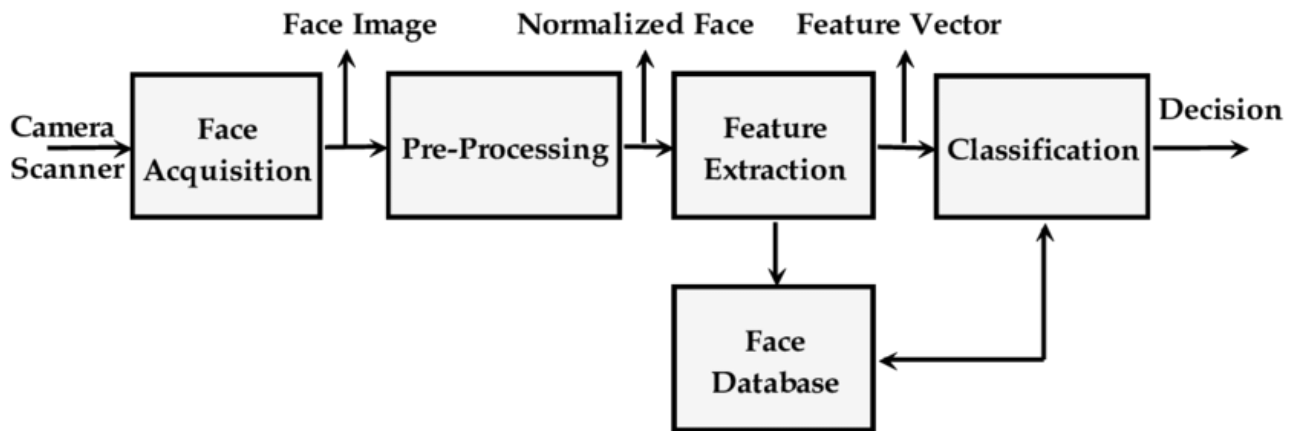 Face Image
Normalized Face
Feature Vector
Camera
Scanner
Face
Acquisition
Pre-Processing
Feature
Extraction
Classification
Decision
Face
Database